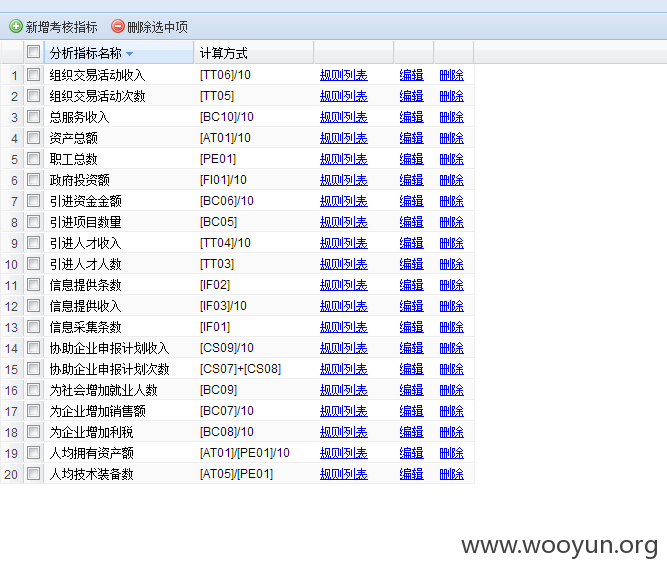 新增考核指标 删除选中项
分析指标名称 计算方式
1 组织交易活动收入 [TT06]/10 规则列表 编辑 删除
2 组织交易活动次数 [TT05] 规则列表 编辑 删除
3 总服务收入 [BC10]/10 规则列表 编辑 删除
4 资产总额 [AT01]/10 规则列表 编辑 删除
5 职工总数 [PE01] 规则列表 编辑 删除
6 政府投资额 [FI01]/10 规则列表 编辑 删除
7 引进资金金额 [BC06]/10 规则列表 编辑 删除
8 引进项目数量 [BC05] 规则列表 编辑 删除
9 引进人才收入 [TT04]/10 规则列表 编辑 删除
10 引进人才人数 [TT03] 规则列表 编辑 删除
11 信息提供条数 [IF02] 规则列表 编辑 删除
12 信息提供收入 [IF03]/10 规则列表 编辑 删除
13 信息采集条数 [IF01] 规则列表 编辑 删除
14 协助企业申报计划收入 [CS09]/10 规则列表 编辑 删除
15 协助企业申报计划次数 [CS07]+[CS08] 规则列表 编辑 删除
16 为社会增加就业人数 [BC09] 规则列表 编辑 删除
17 为企业增加销售额 [BC07]/10 规则列表 编辑 删除
18 为企业增加利税 [BC08]/10 规则列表 编辑 删除
19 人均拥有资产额 [AT01]/[PE01]/10 规则列表 编辑 删除
20 人均技术装备数 [AT05]/[PE01] 规则列表 编辑 删除
www.wooyun.org